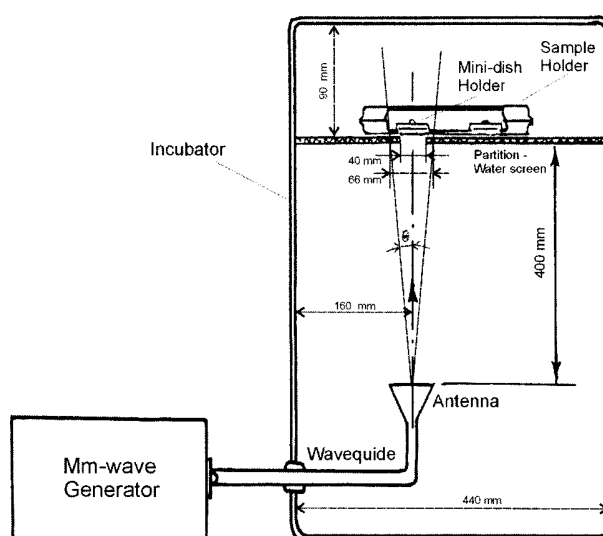 Sample
Holder
Mini-dish
Holder
90 mm
Incubator
40 mm
66 mm
Partition -
Water screen
400 mm
160 mm
Antenna
Waveguide
Mm-wave
Generator
440 mm